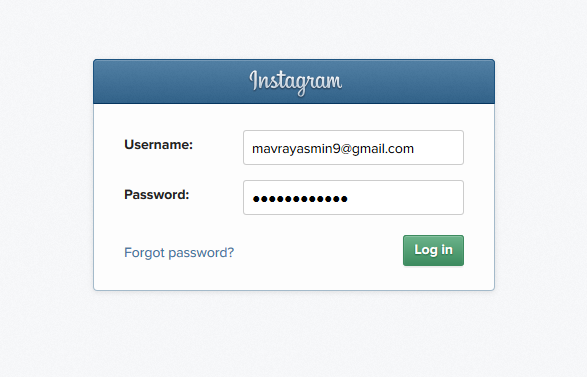 Instagram
Username: mavrayasmin9@gmail.com
Password: ●●●●●●●●●●●●
Forgot password? Log in